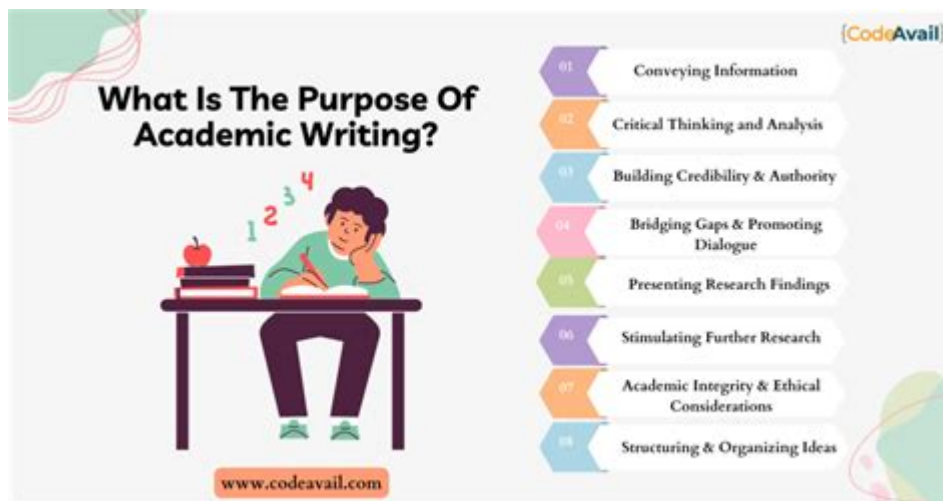 {CodeAvail}
What Is The Purpose Of
Academic Writing?
1 2 3 4
www.codeavail.com
01
Conveying Information
02
Critical Thinking and Analysis
03
Building Credibility & Authority
04
Bridging Gaps & Promoting
Dialogue
05
Presenting Research Findings
06
Stimulating Further Research
07
Academic Integrity & Ethical
Considerations
08
Structuring & Organizing Ideas